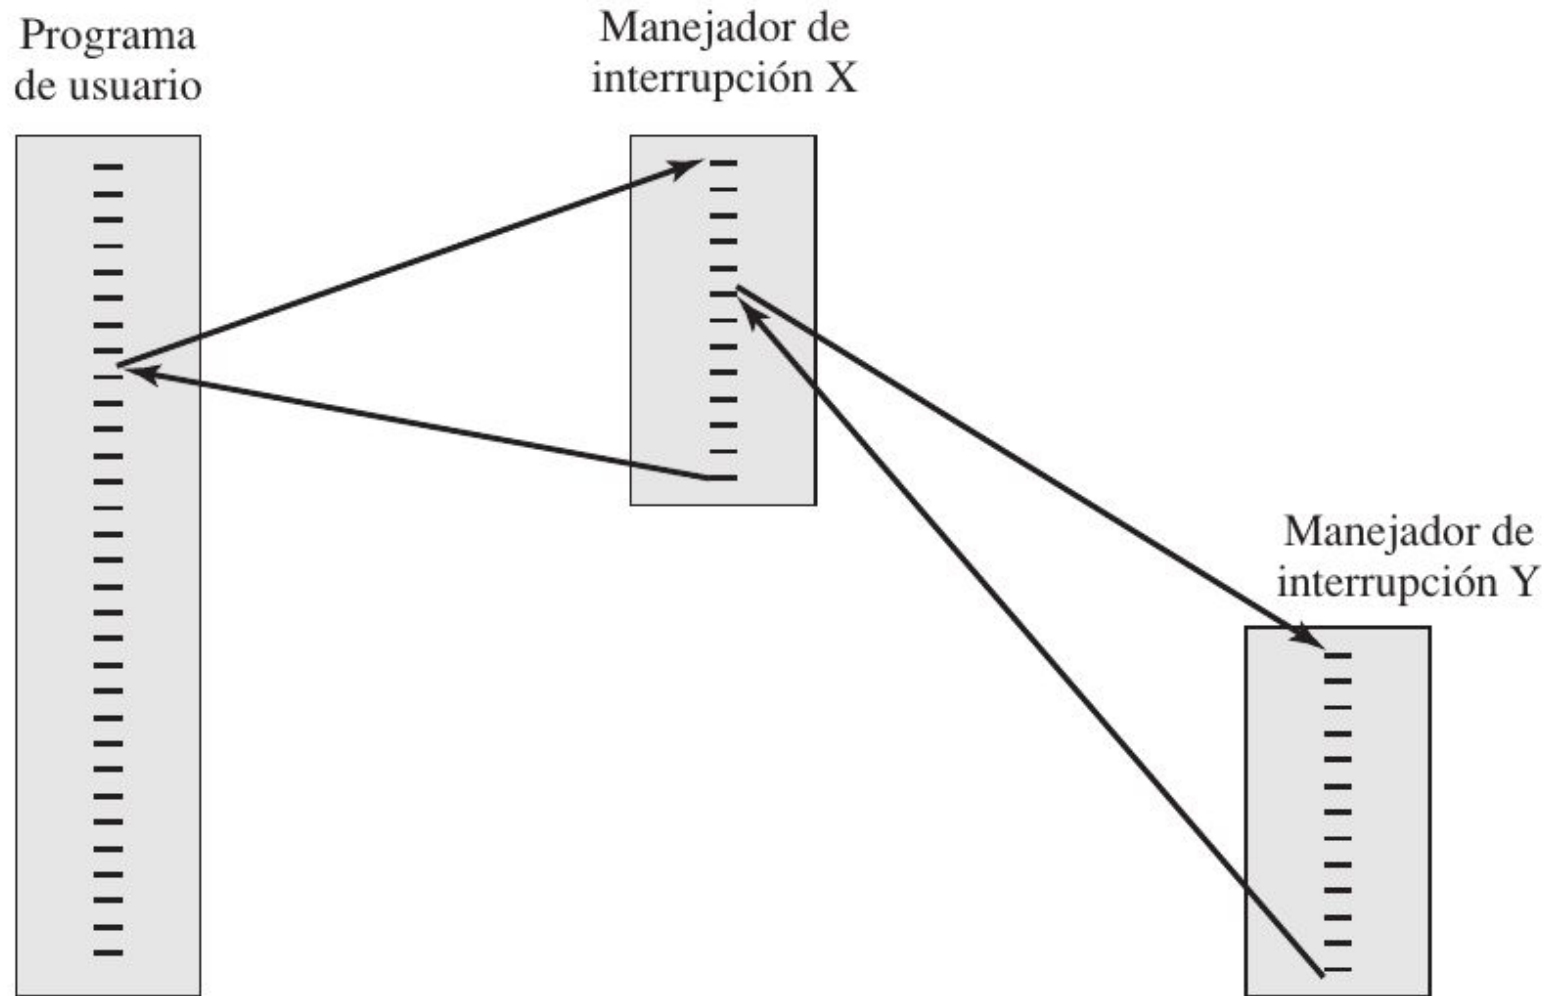 Programa
de usuario
Manejador de
interrupción X
Manejador de
interrupción Y